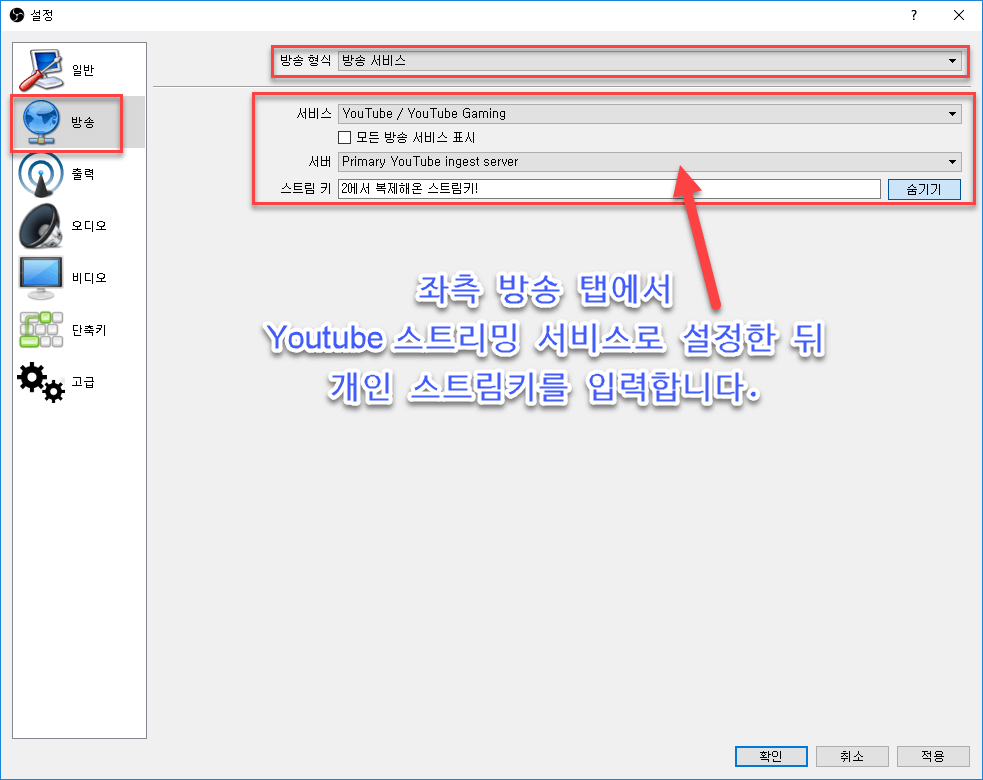 설정
일반
방송
출력
오디오
비디오
단축키
고급
방송 형식 방송 서비스
서비스 YouTube / YouTube Gaming
모든 방송 서비스 표시
서버 Primary YouTube ingest server
스트림 키 2에서 복제해온 스트림키! 숨기기
좌측 방송 탭에서
Youtube 스트리밍 서비스로 설정한 뒤
개인 스트림키를 입력합니다.
확인 취소 적용